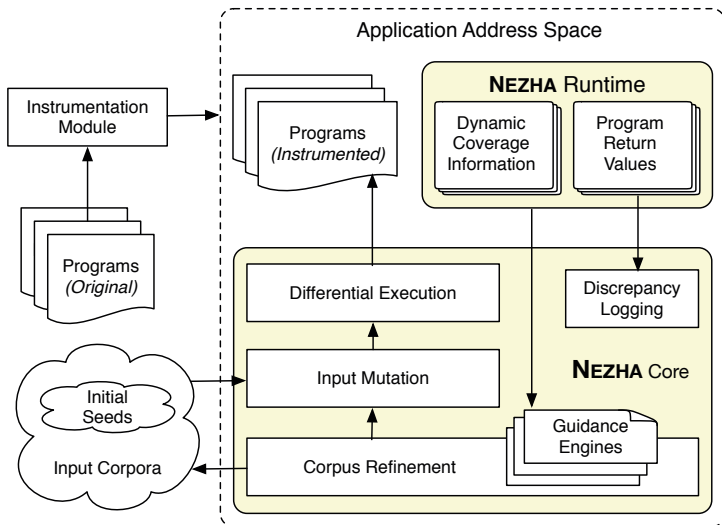 Application Address Space
Instrumentation
Module
Programs
(Original)
Programs
(Instrumented)
NEZHA Runtime
Dynamic
Coverage
Information
Program
Return
Values
Differential Execution
Discrepancy
Logging
Input Mutation
NEZHA Core
Initial
Seeds
Input Corpora
Corpus Refinement
Guidance
Engines